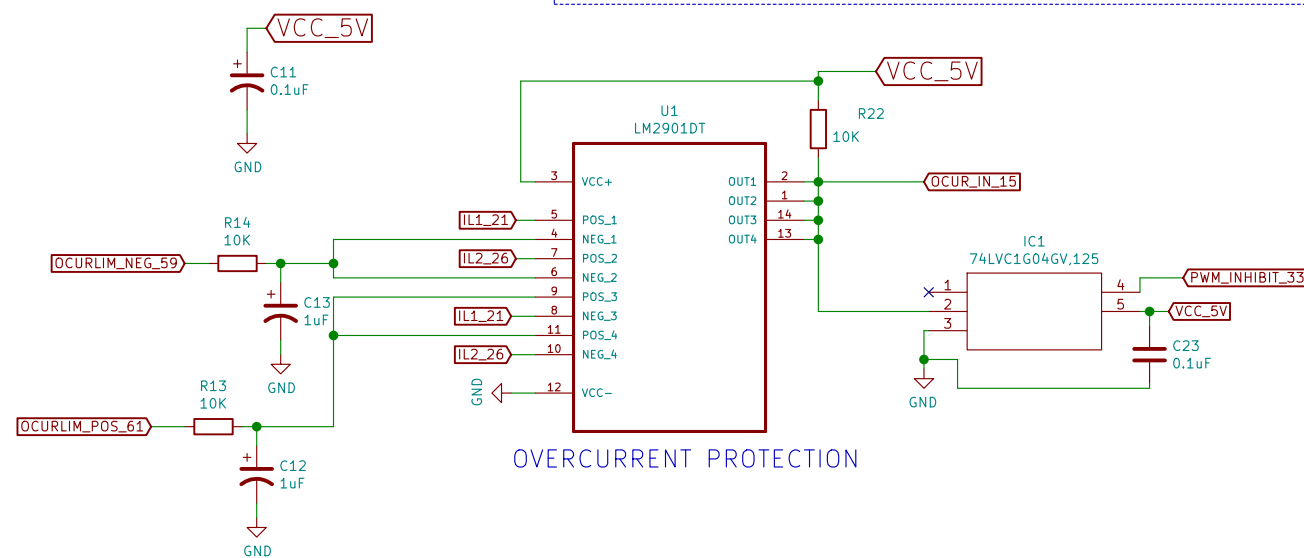 VCC_5V
C11
0.1uF
GND
VCC_5V
R22
10K
U1
LM2901DT
3 VCC+
5 POS_1
4 NEG_1
7 POS_2
6 NEG_2
9 POS_3
8 NEG_3
11 POS_4
10 NEG_4
12 VCC-
OUT1 2
OUT2 1
OUT3 14
OUT4 13
OCUR_IN_15
IL1_21
IL2_26
IL1_21
IL2_26
GND
R14
10K
OCURLIM_NEG_59
C13
1uF
GND
R13
10K
OCURLIM_POS_61
C12
1uF
GND
IC1
74LVC1G04GV,125
1
2
3
4
5
PWM_INHIBIT_33
VCC_5V
C23
0.1uF
GND
OVERCURRENT PROTECTION